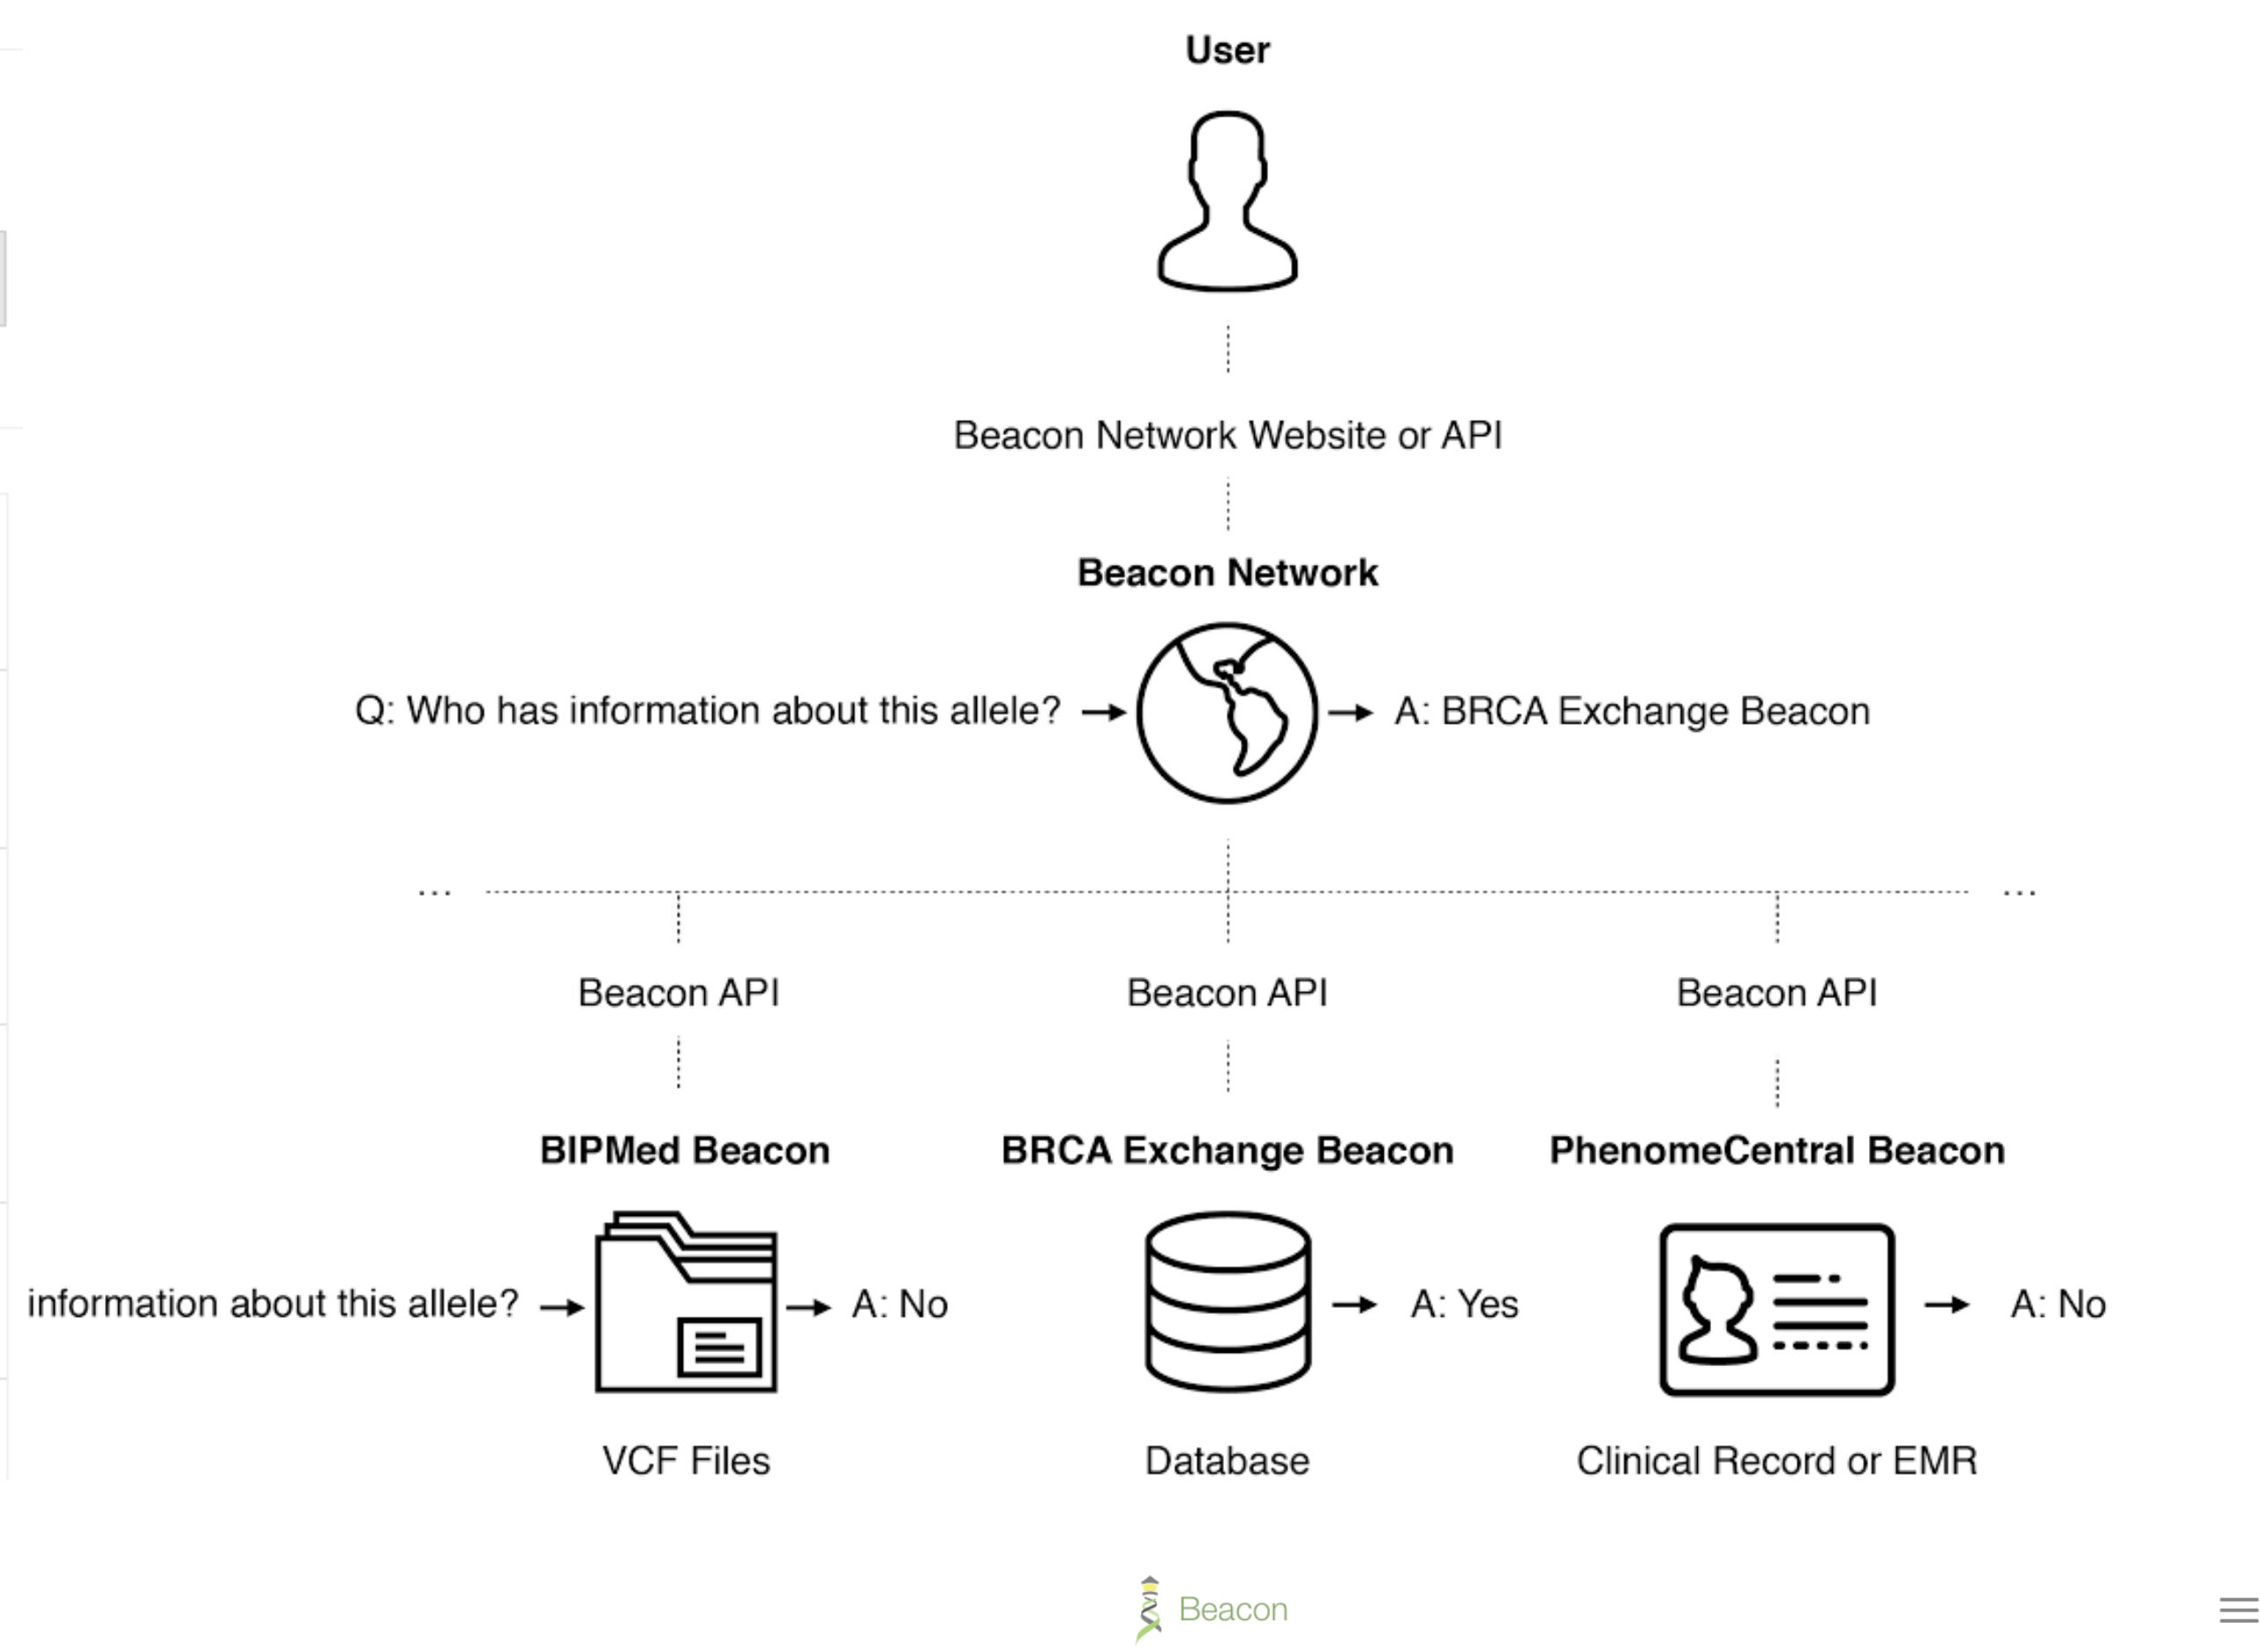 User
Beacon Network Website or API
Beacon Network
Q: Who has information about this allele?
A: BRCA Exchange Beacon
...
...
Beacon API
Beacon API
Beacon API
BIPMed Beacon
BRCA Exchange Beacon
PhenomeCentral Beacon
information about this allele?
A: No
A: Yes
A: No
VCF Files
Database
Clinical Record or EMR
Beacon